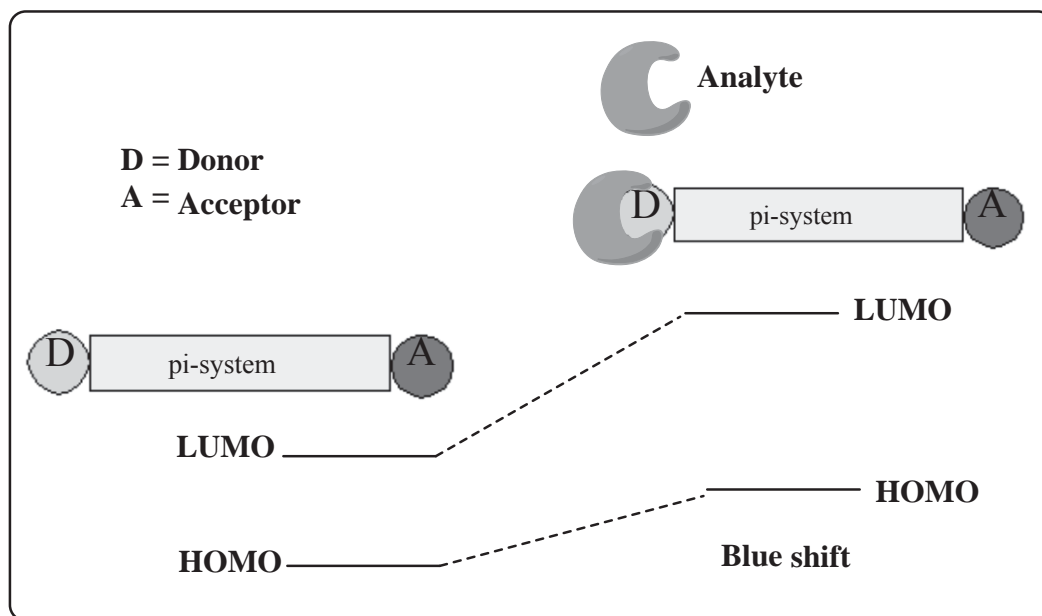 Analyte
D = Donor
A = Acceptor
D pi-system A
D pi-system A
LUMO
LUMO
HOMO
HOMO
Blue shift